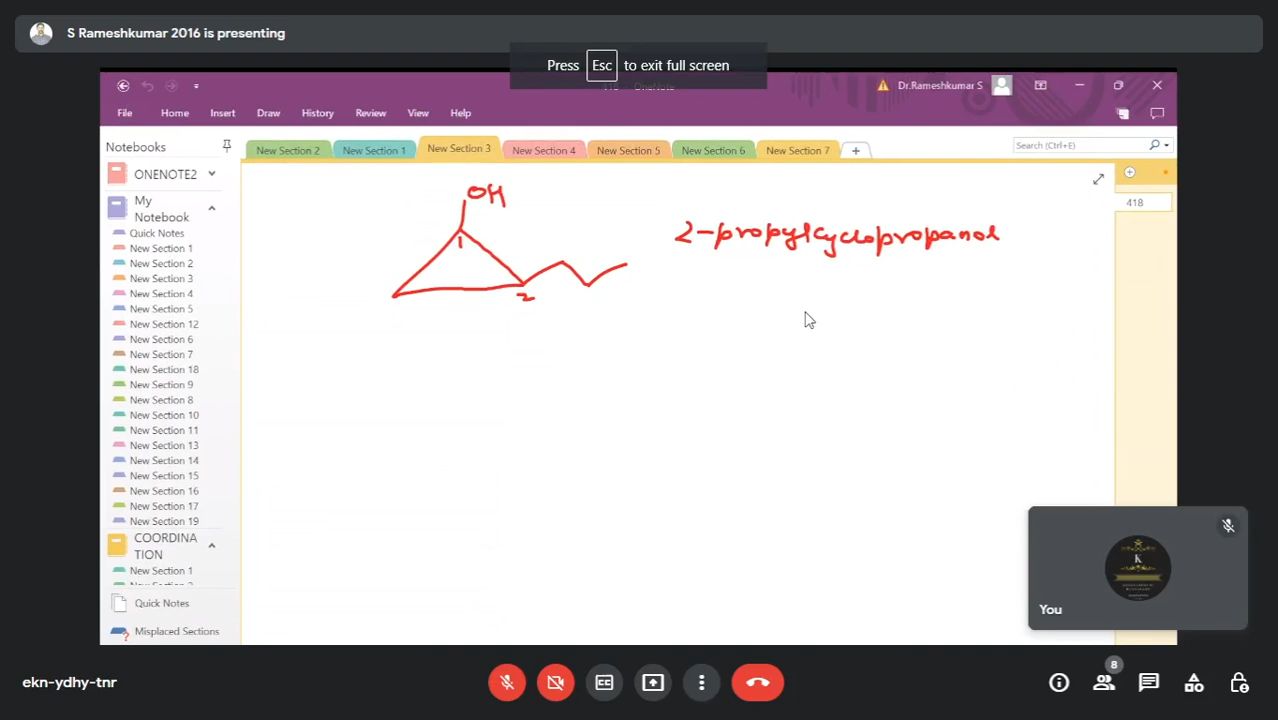 S Rameshkumar 2016 is presenting
Press Esc to exit full screen
Dr.Rameshkumar S
File Home Insert Draw History Review View Help
Notebooks
New Section 2 New Section 1 New Section 3 New Section 4 New Section 5 New Section 6 New Section 7 +
Search (Ctrl+E)
ONENOTE2
My Notebook
Quick Notes
New Section 1
New Section 2
New Section 3
New Section 4
New Section 5
New Section 12
New Section 6
New Section 7
New Section 18
New Section 9
New Section 8
New Section 10
New Section 11
New Section 13
New Section 14
New Section 15
New Section 16
New Section 17
New Section 19
COORDINATION
New Section 1
Quick Notes
Misplaced Sections
OH
1
2
2-propylcyclopropanol
418
K
You
ekn-ydhy-tnr
CC
8